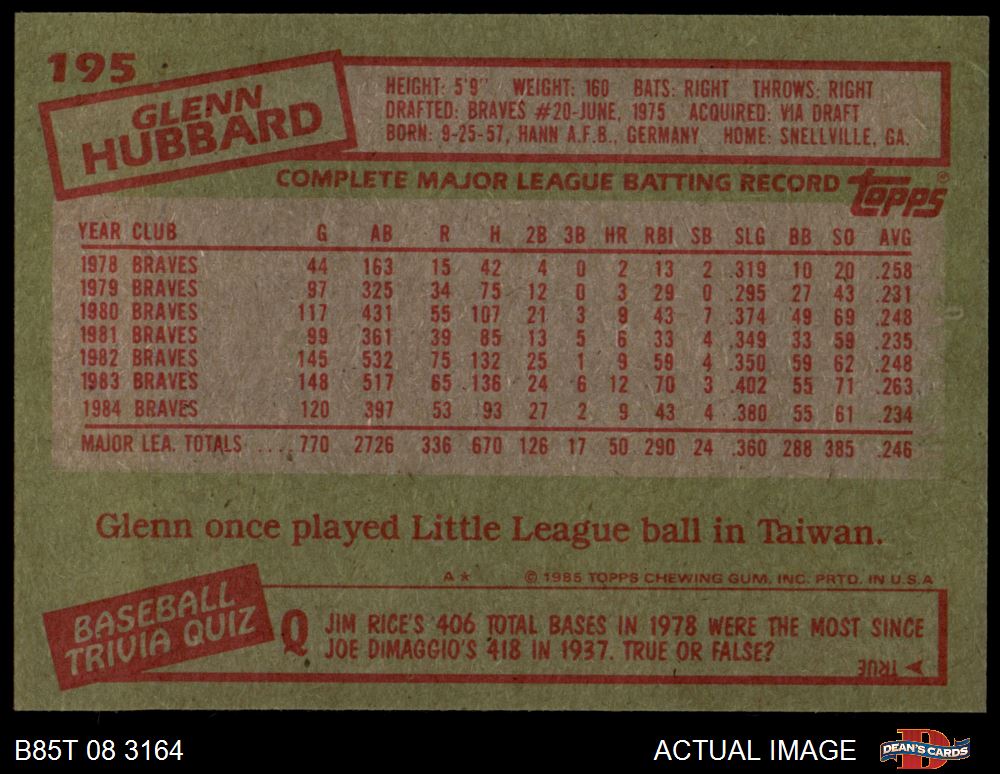 195
GLENN
HUBBARD
HEIGHT: 5'9" WEIGHT: 160 BATS: RIGHT THROWS: RIGHT
DRAFTED: BRAVES #20-JUNE, 1975 ACQUIRED: VIA DRAFT
BORN: 9-25-57, HANN A.F.B., GERMANY HOME: SNELLVILLE, GA.
COMPLETE MAJOR LEAGUE BATTING RECORD topps®
YEAR CLUB G AB R H 2B 3B HR RBI SB SLG BB SO AVG
1978 BRAVES 44 163 15 42 4 0 2 13 2 .319 10 20 .258
1979 BRAVES 97 325 34 75 12 0 3 29 0 .295 27 43 .231
1980 BRAVES 117 431 55 107 21 3 9 43 7 .374 49 69 .248
1981 BRAVES 99 361 39 85 13 5 6 33 4 .349 33 59 .235
1982 BRAVES 145 532 75 132 25 1 9 59 4 .350 59 62 .248
1983 BRAVES 148 517 65 136 24 6 12 70 3 .402 55 71 .263
1984 BRAVES 120 397 53 93 27 2 9 43 4 .380 55 61 .234
MAJOR LEA. TOTALS .... 770 2726 336 670 126 17 50 290 24 .360 288 385 .246
Glenn once played Little League ball in Taiwan.
A* © 1985 TOPPS CHEWING GUM, INC. PRTD. IN U.S.A
BASEBALL
TRIVIA QUIZ
Q JIM RICE'S 406 TOTAL BASES IN 1978 WERE THE MOST SINCE
JOE DIMAGGIO'S 418 IN 1937. TRUE OR FALSE?
TRUE
B85T 08 3164 ACTUAL IMAGE D DEAN'S CARDS